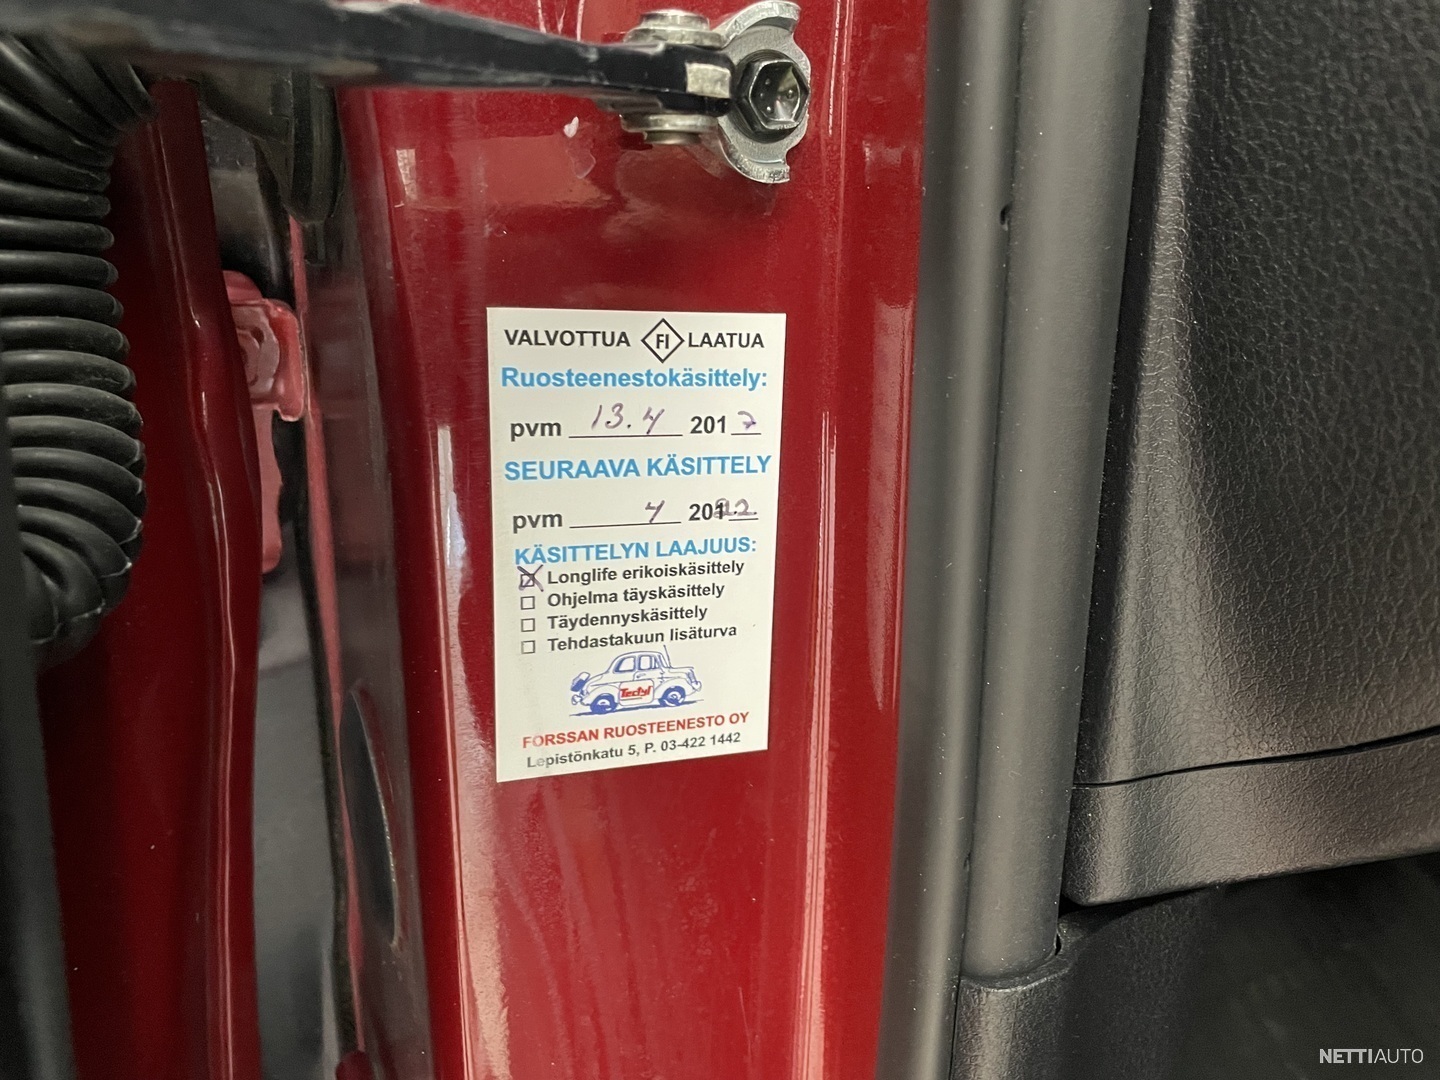 VALVOTTUA FI LAATUA
Ruosteenestokäsittely:
pvm 13.4 2017
SEURAAVA KÄSITTELY
pvm 4 2022
KÄSITTELYN LAAJUUS:
☒ Longlife erikoiskäsittely
☐ Ohjelma täyskäsittely
☐ Täydennyskäsittely
☐ Tehdastakuun lisäturva
Tectyl
FORSSAN RUOSTEENESTO OY
Lepistönkatu 5, P. 03-422 1442
NETTIAUTO